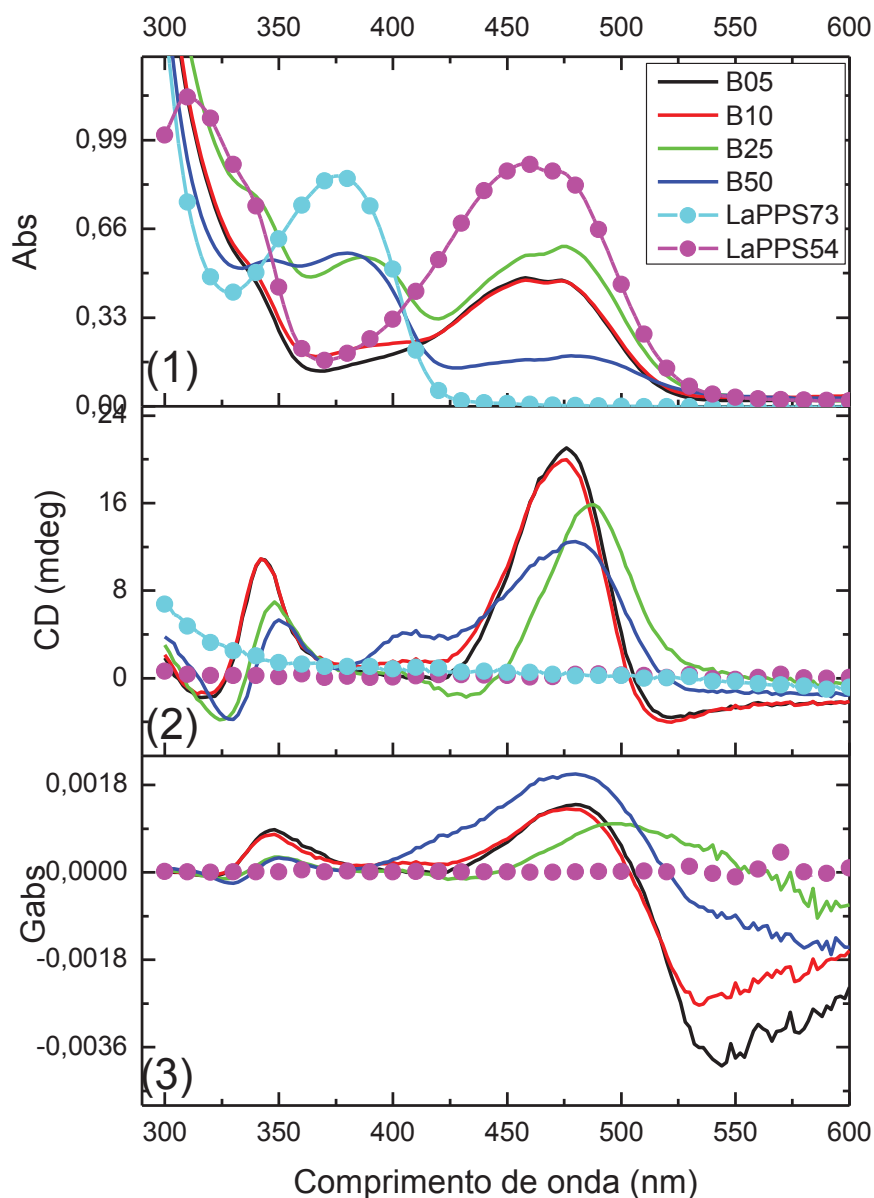 300 350 400 450 500 550 600
B05
B10
B25
B50
LaPPS73
LaPPS54
0,99
0,66
0,33
0,00
Abs
(1)
24
16
8
0
CD (mdeg)
(2)
0,0018
0,0000
-0,0018
-0,0036
Gabs
(3)
300 350 400 450 500 550 600
Comprimento de onda (nm)